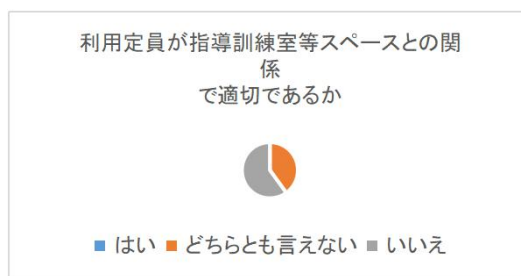 利用定員が指導訓練室等スペースとの関
係
で適切であるか
はい どちらとも言えない いいえ